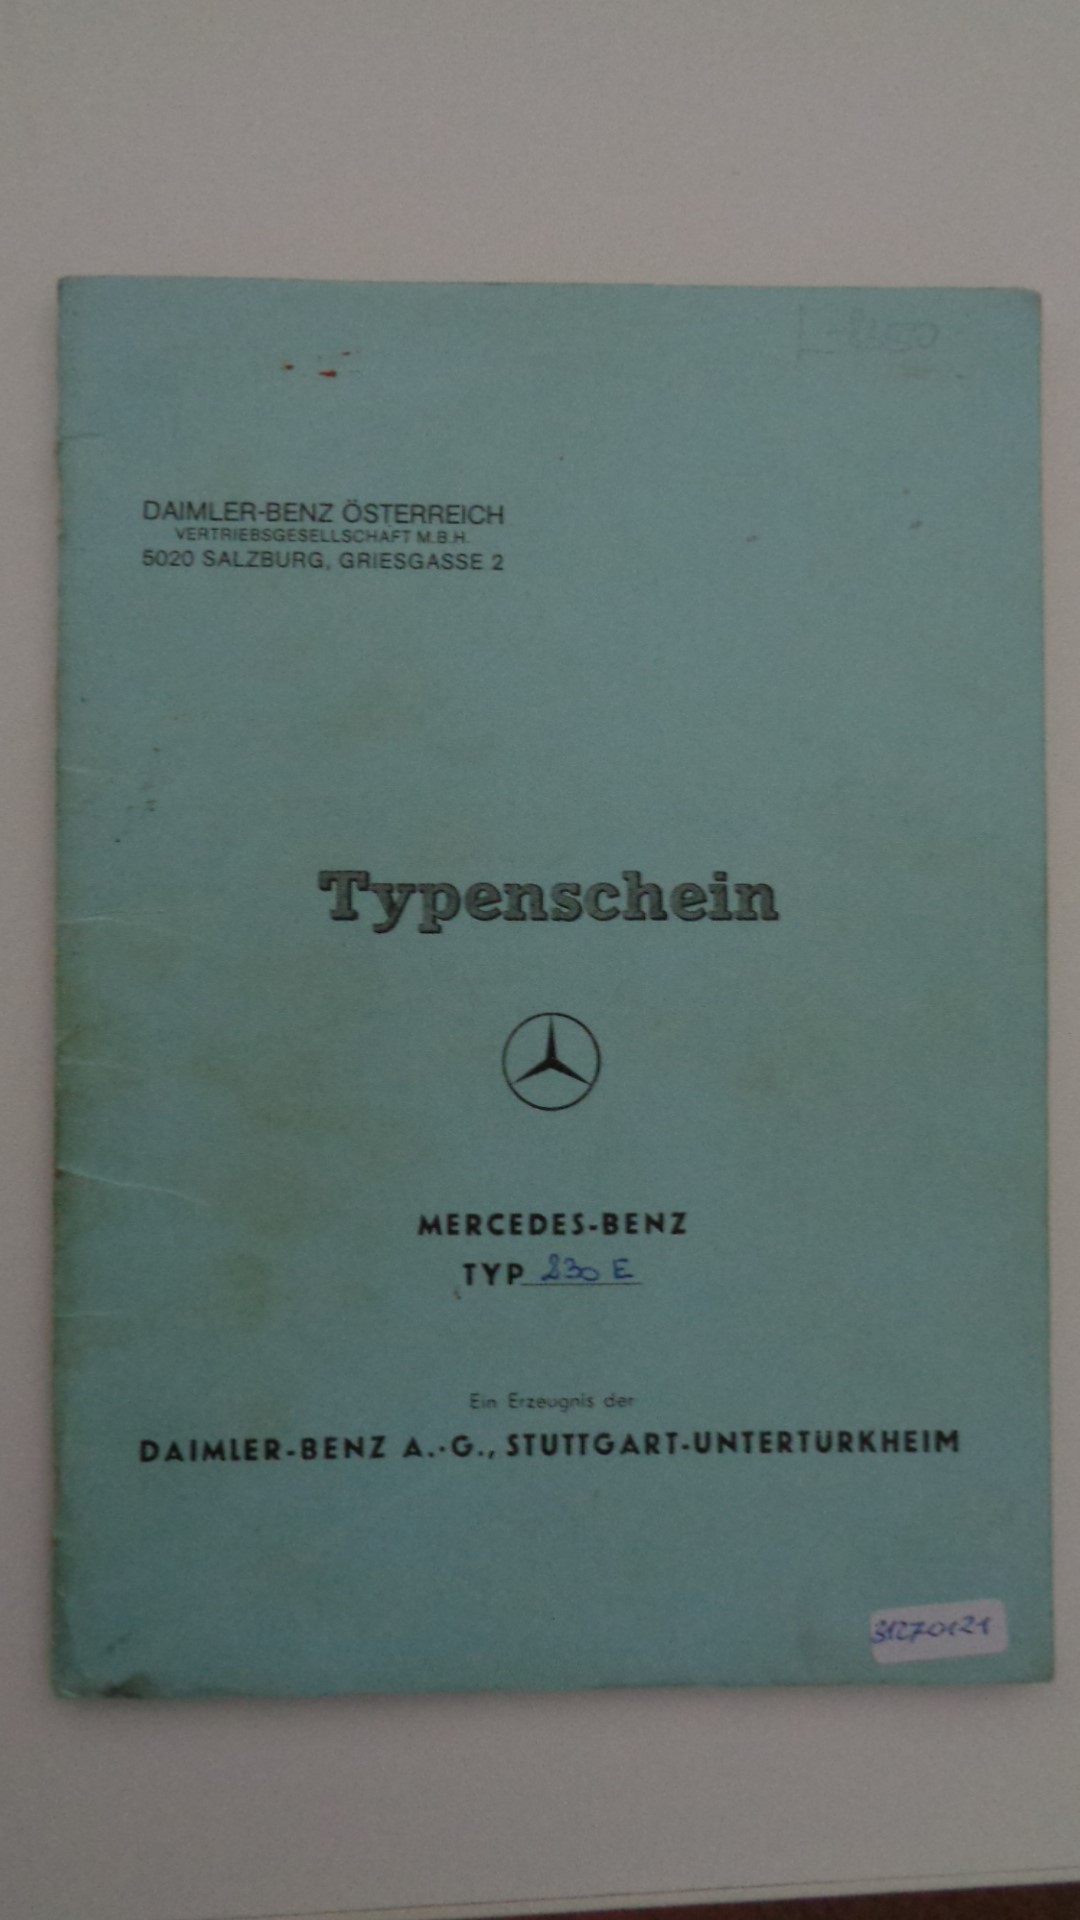 DAIMLER-BENZ ÖSTERREICH
VERTRIEBSGESELLSCHAFT M.B.H.
5020 SALZBURG, GRIESGASSE 2
Typenschein
MERCEDES-BENZ
TYP 230 E
Ein Erzeugnis der
DAIMLER-BENZ A.-G., STUTTGART-UNTERTÜRKHEIM